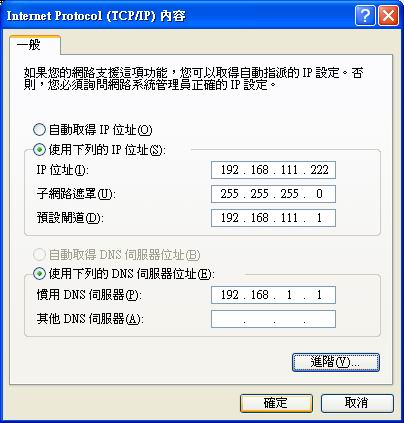 Internet Protocol (TCP/IP) 內容
一般
如果您的網路支援這項功能，您可以取得自動指派的 IP 設定。否
則，您必須詢問網路系統管理員正確的 IP 設定。
自動取得 IP 位址(O)
使用下列的 IP 位址(S):
IP 位址(I): 192 . 168 . 111 . 222
子網路遮罩(U): 255 . 255 . 255 . 0
預設閘道(D): 192 . 168 . 111 . 1
自動取得 DNS 伺服器位址(B)
使用下列的 DNS 伺服器位址(E):
慣用 DNS 伺服器(P): 192 . 168 . 1 . 1
其他 DNS 伺服器(A): . . .
進階(V)...
確定 取消